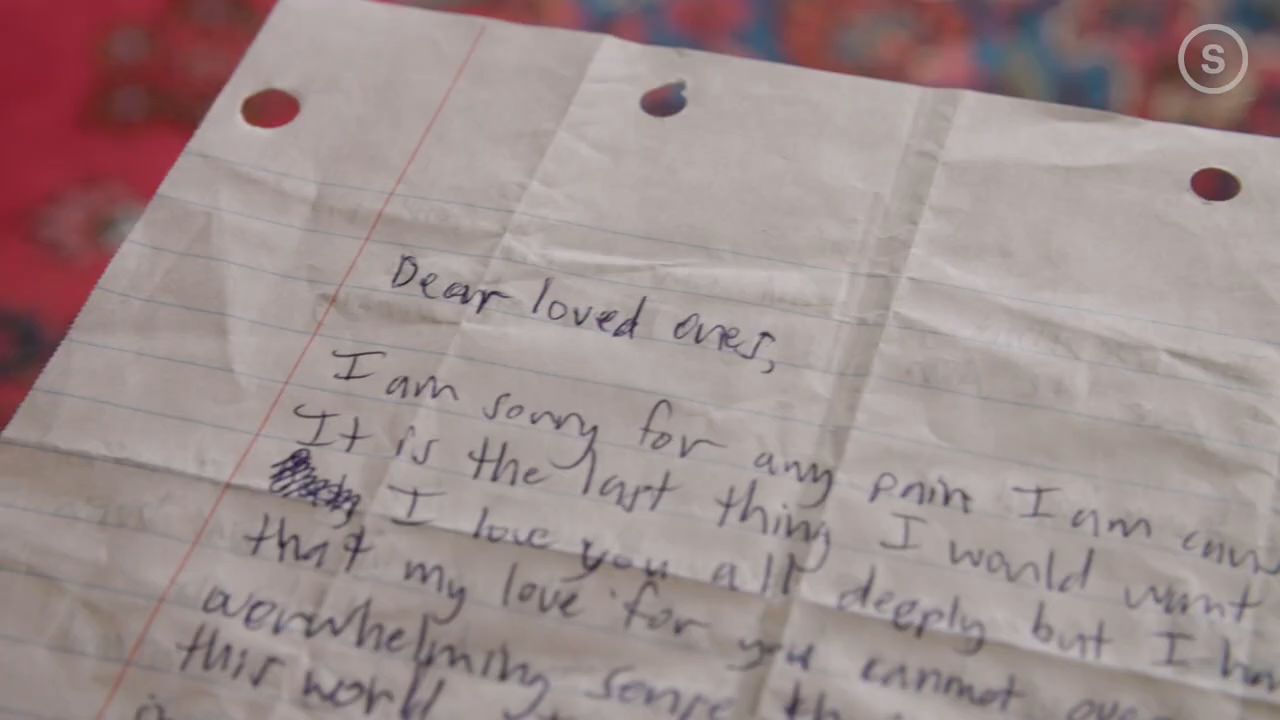 S
Dear loved ones,
I am sorry for any pain I am
It is the last thing I would want
I love you all deeply but I
that my love for you cannot
overwhelming sense
this world